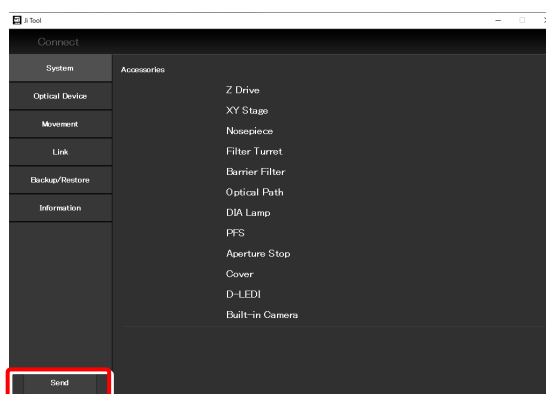 Ji Tool
Connect
System
Accessories
Optical Device
Z Drive
XY Stage
Movement
Nosepiece
Link
Filter Turret
Barrier Filter
Backup/Restore
Optical Path
Information
DIA Lamp
PFS
Aperture Stop
Cover
D-LEDI
Built-in Camera
Send